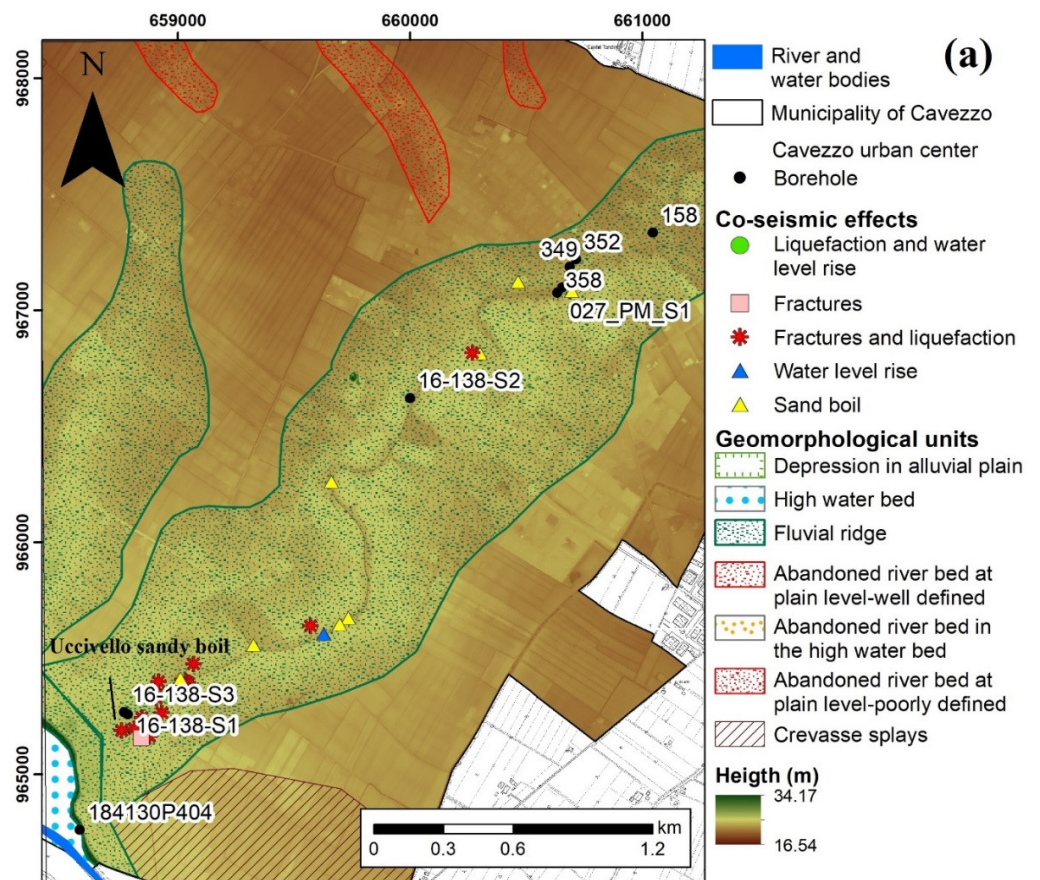 659000
660000
661000
968000
967000
966000
965000
N
(a)
158
352
349
358
027_PM_S1
16-138-S2
Uccivello sandy boil
16-138-S3
16-138-S1
184130P404
km
0
0.3
0.6
1.2
River and
water bodies
Municipality of Cavezzo
Cavezzo urban center
Borehole
Co-seismic effects
Liquefaction and water
level rise
Fractures
Fractures and liquefaction
Water level rise
Sand boil
Geomorphological units
Depression in alluvial plain
High water bed
Fluvial ridge
Abandoned river bed at
plain level-well defined
Abandoned river bed in
the high water bed
Abandoned river bed at
plain level-poorly defined
Crevasse splays
Heigth (m)
34.17
16.54